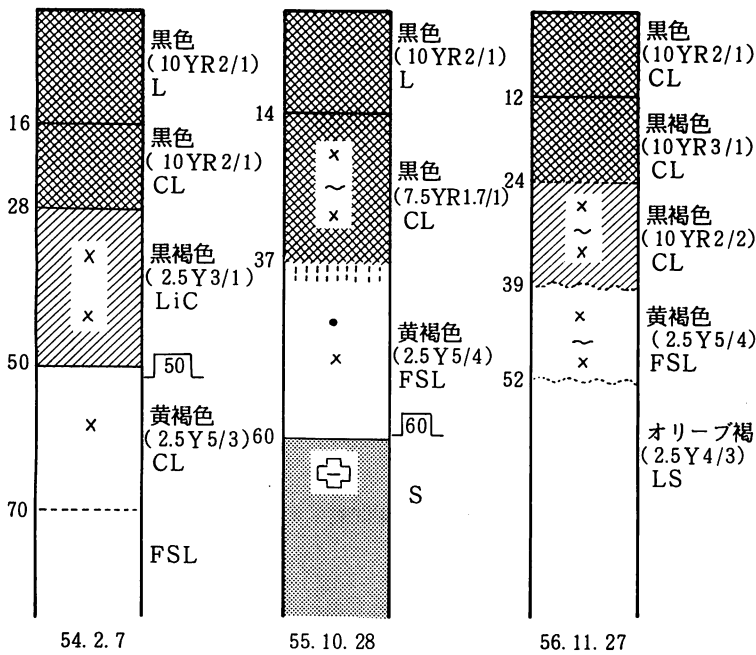 黒色
(10YR2/1)
L
16
黒色
(10YR2/1)
CL
28
黒褐色
(2.5Y3/1)
LiC
50
50
黄褐色
(2.5Y5/3)
CL
70
FSL
54.2.7
黒色
(10YR2/1)
L
14
黒色
(7.5YR1.7/1)
CL
37
黄褐色
(2.5Y5/4)
FSL
60
60
S
55.10.28
黒色
(10YR2/1)
CL
12
黒褐色
(10YR3/1)
CL
24
黒褐色
(10YR2/2)
CL
39
黄褐色
(2.5Y5/4)
FSL
52
オリーブ褐
(2.5Y4/3)
LS
56.11.27